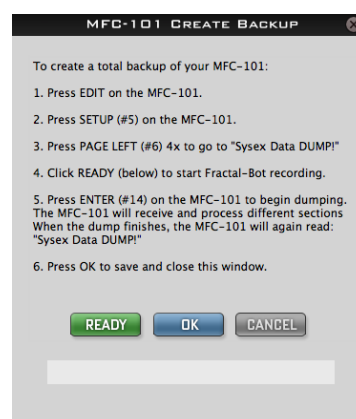 MFC-101 CREATE BACKUP
To create a total backup of your MFC-101:
1. Press EDIT on the MFC-101.
2. Press SETUP (#5) on the MFC-101.
3. Press PAGE LEFT (#6) 4x to go to "Sysex Data DUMP!"
4. Click READY (below) to start Fractal-Bot recording.
5. Press ENTER (#14) on the MFC-101 to begin dumping.
The MFC-101 will receive and process different sections
When the dump finishes, the MFC-101 will again read:
"Sysex Data DUMP!"
6. Press OK to save and close this window.
READY OK CANCEL